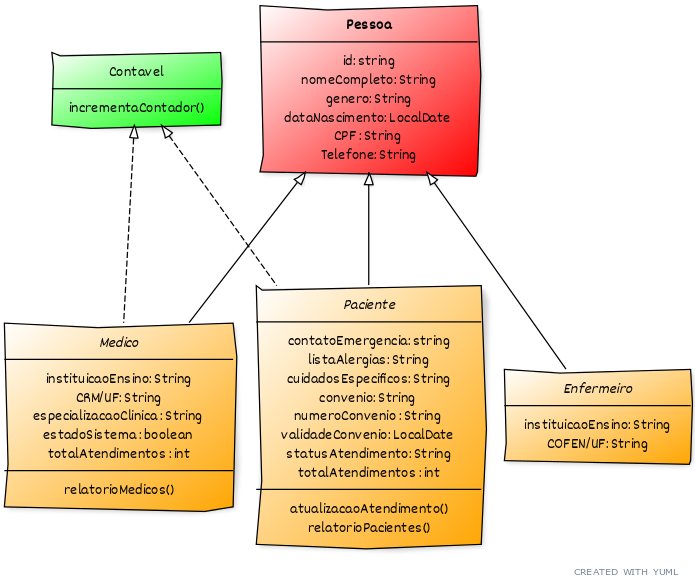 Pessoa
id: string
nomeCompleto: String
genero: String
dataNascimento: LocalDate
CPF : String
Telefone: String
Contavel
incrementaContador()
Medico
instituicaoEnsino: String
CRM/UF: String
especializacaoClínica : String
estadoSistema : boolean
totalAtendimentos : int
relatorioMedicos()
Paciente
contatoEmergencia: string
listaAlergias: String
cuidadosEspecificos: String
convenio: String
numeroConvenio : String
validadeConvenio: LocalDate
statusAtendimento: String
totalAtendimentos : int
atualizacaoAtendimento()
relatorioPacientes()
Enfermeiro
instituicaoEnsino: String
COFEN/UF: String
CREATED WITH YUML